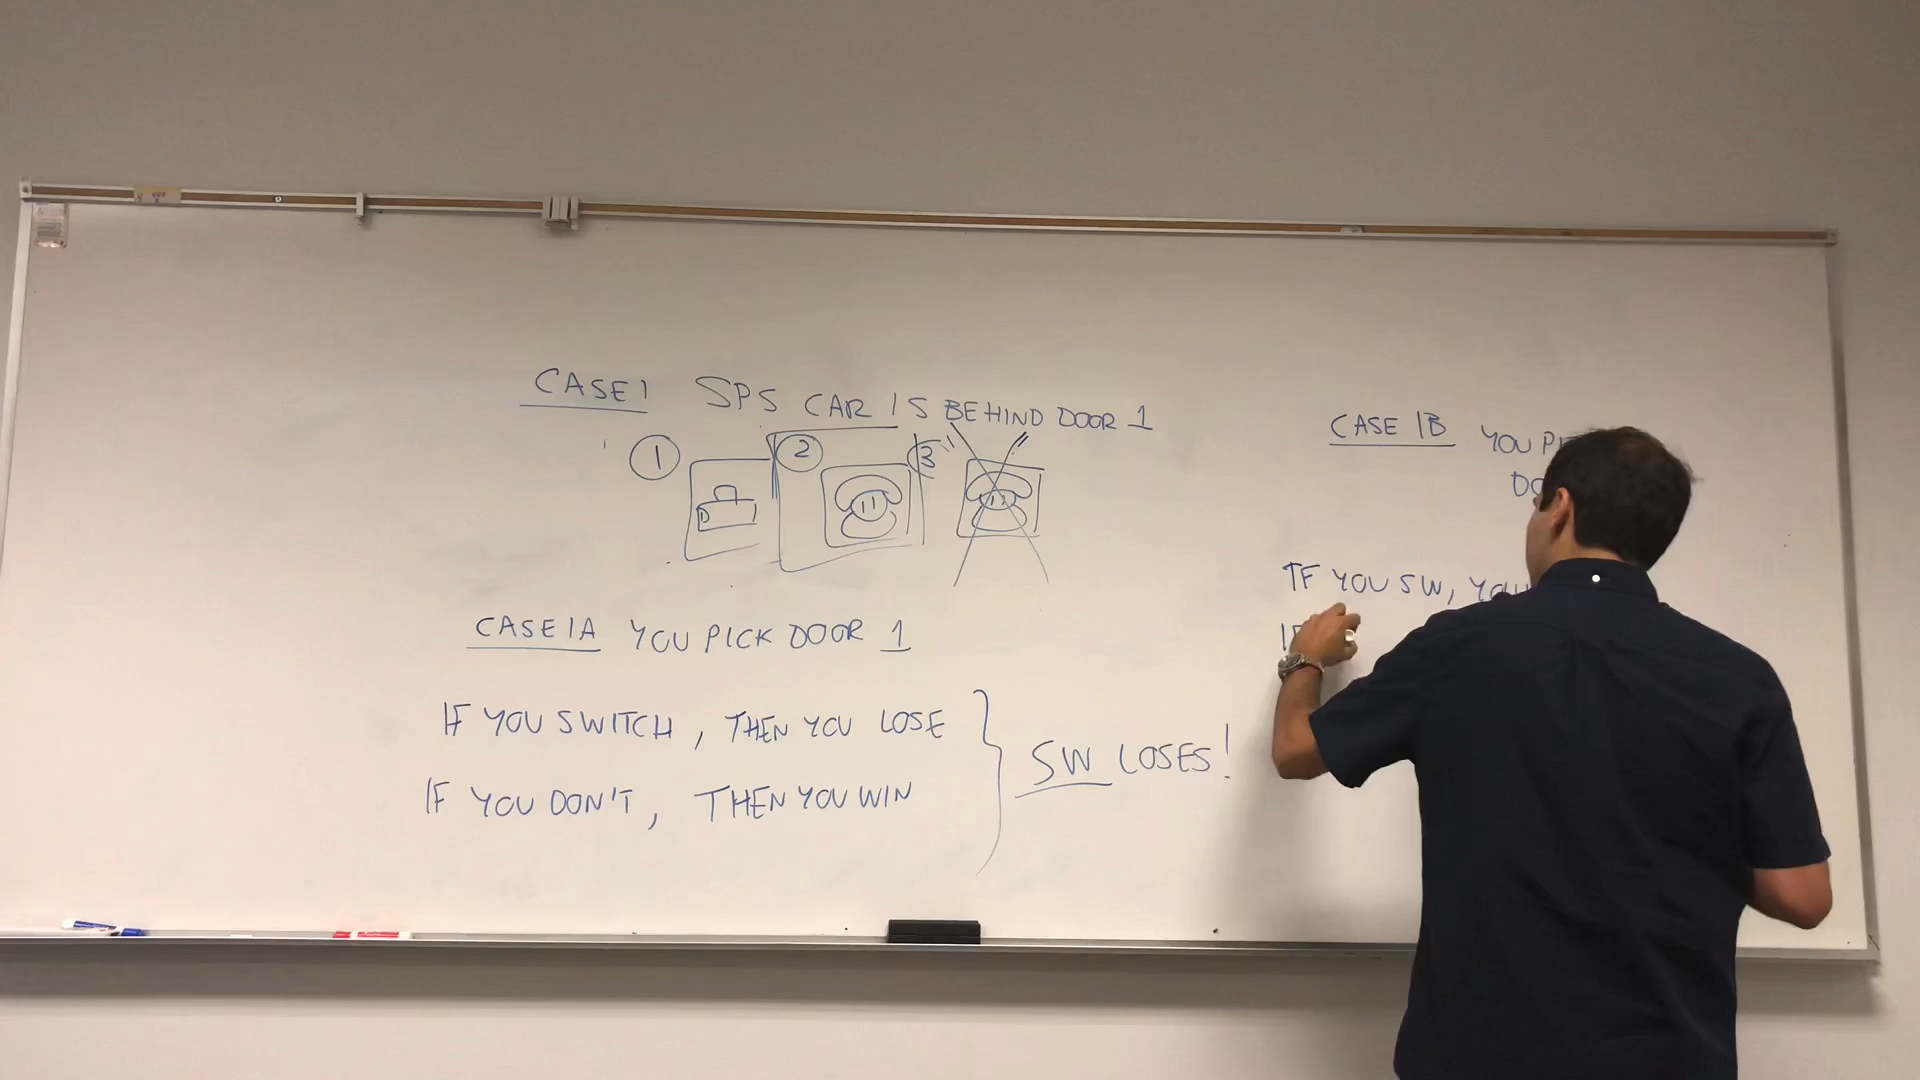 CASE 1 SPS CAR IS BEHIND DOOR 1
1 2 3
CASE 1A YOU PICK DOOR 1
IF YOU SWITCH, THEN YOU LOSE
IF YOU DON'T, THEN YOU WIN
SW LOSES!
CASE 1B YOU
IF YOU SW, YOU